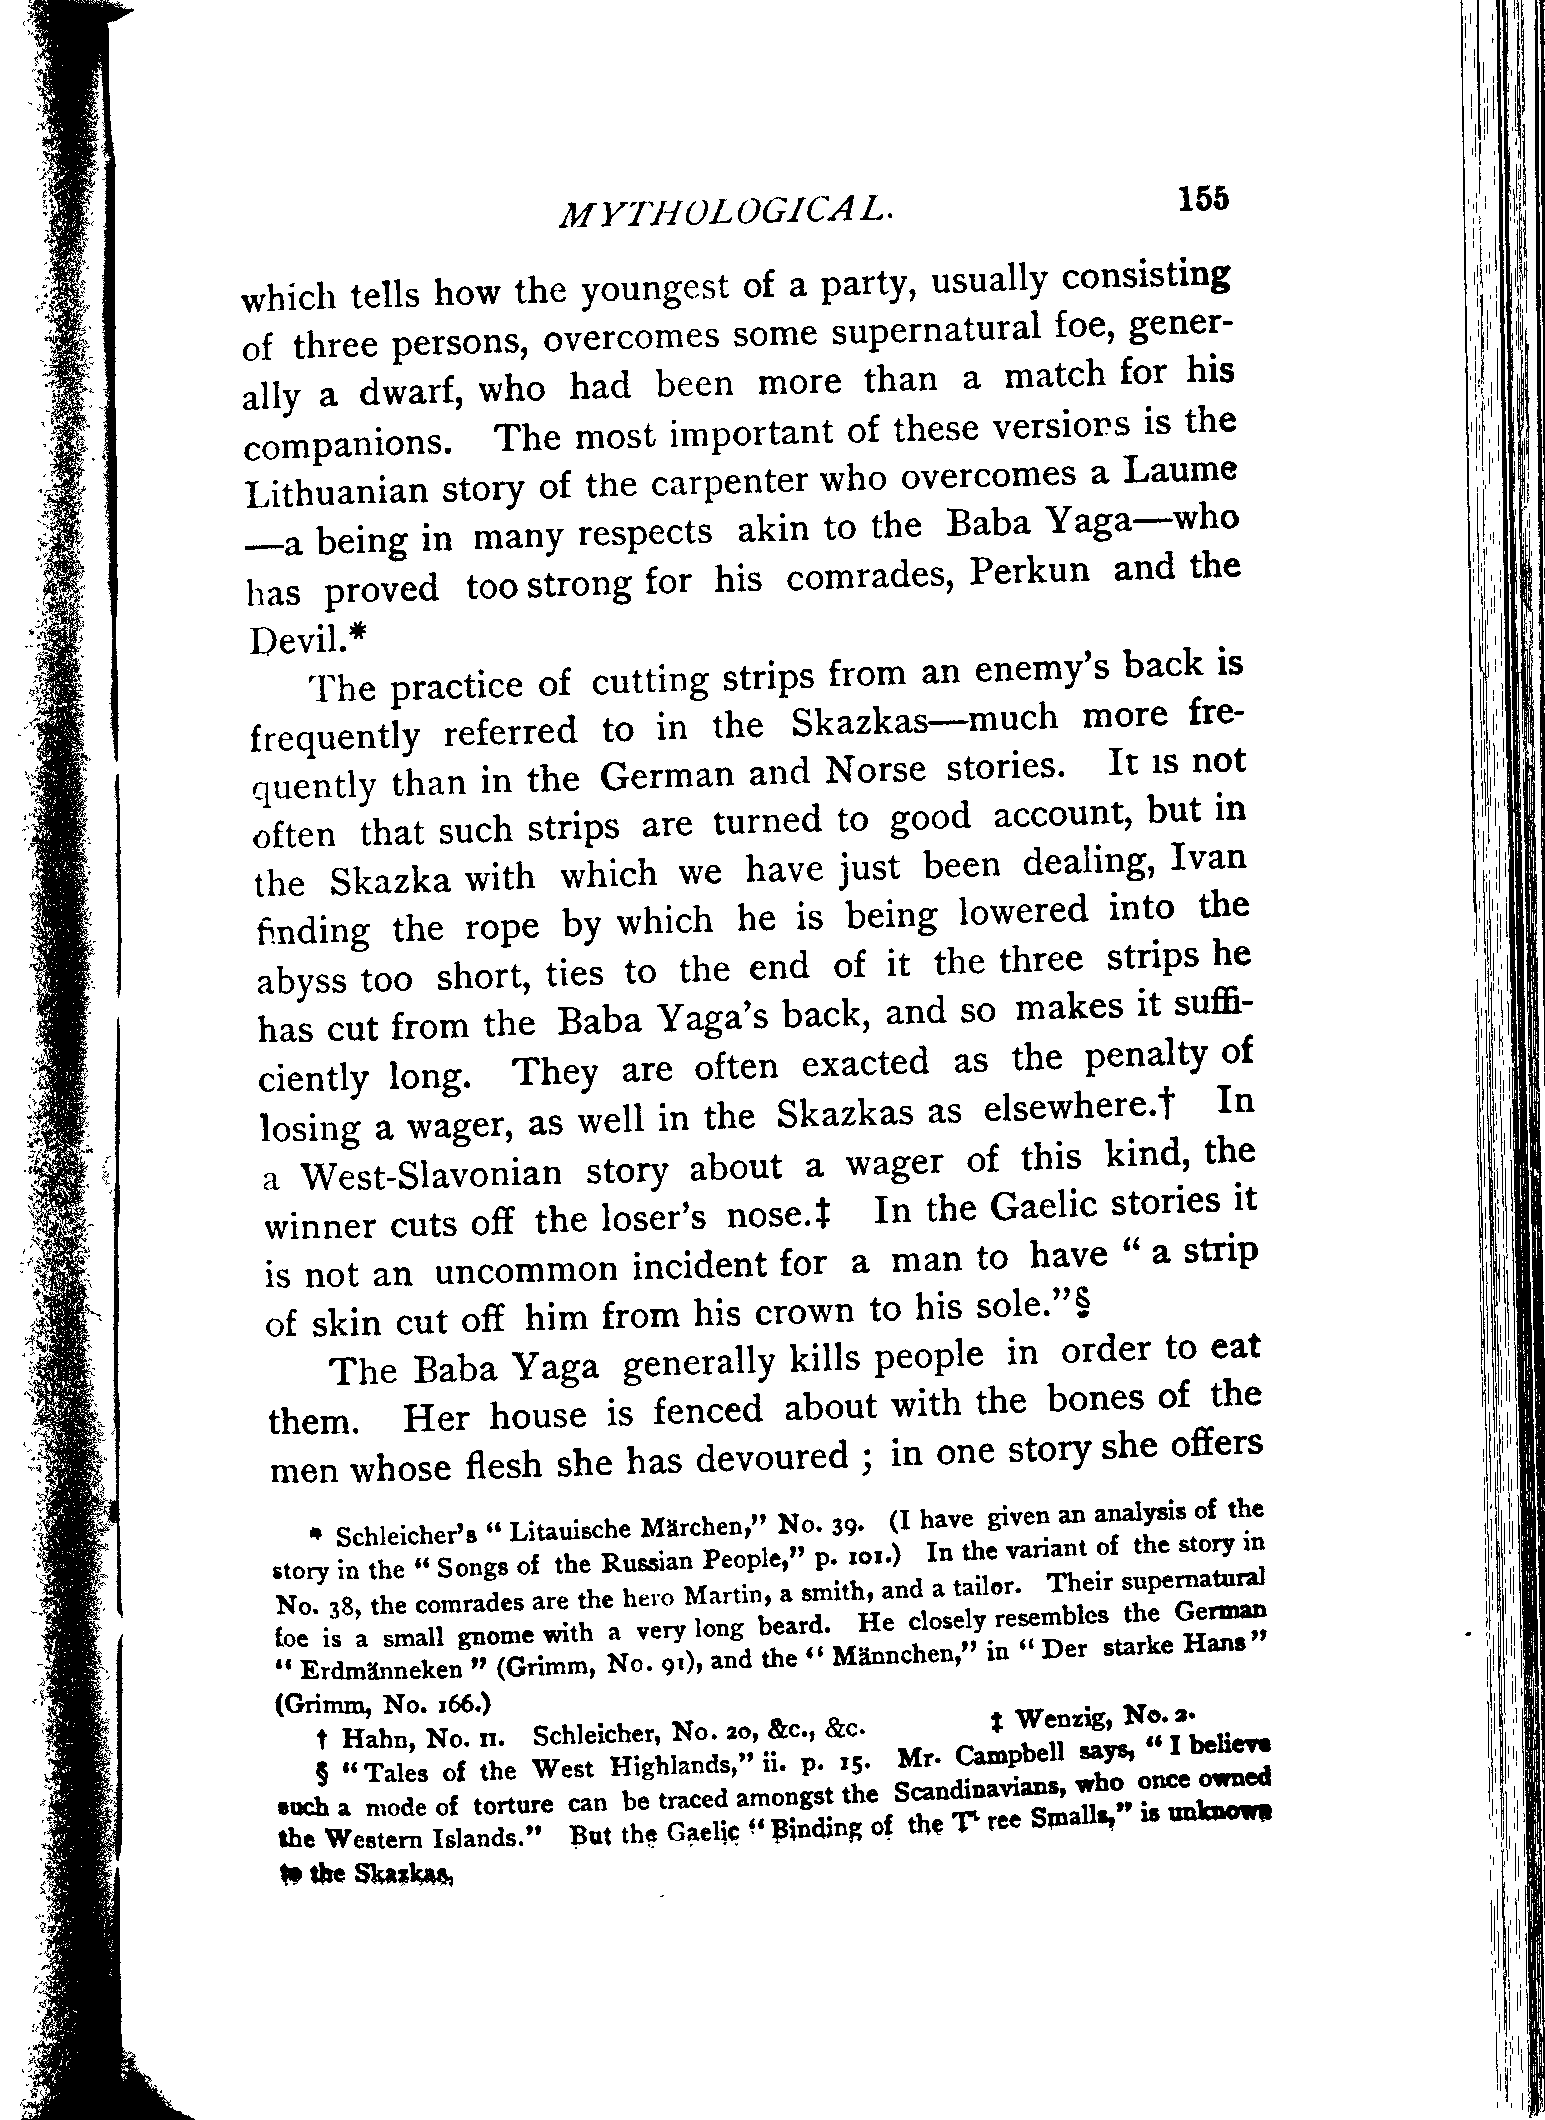 MYTHOLOGICAL. 155
which tells how the youngest of a party, usually consisting
of three persons, overcomes some supernatural foe, gener-
ally a dwarf, who had been more than a match for his
companions. The most important of these versions is the
Lithuanian story of the carpenter who overcomes a Laume
—a being in many respects akin to the Baba Yaga—who
has proved too strong for his comrades, Perkun and the
Devil.*
The practice of cutting strips from an enemy's back is
frequently referred to in the Skazkas—much more fre-
quently than in the German and Norse stories. It is not
often that such strips are turned to good account, but in
the Skazka with which we have just been dealing, Ivan
finding the rope by which he is being lowered into the
abyss too short, ties to the end of it the three strips he
has cut from the Baba Yaga's back, and so makes it suffi-
ciently long. They are often exacted as the penalty of
losing a wager, as well in the Skazkas as elsewhere.† In
a West-Slavonian story about a wager of this kind, the
winner cuts off the loser's nose.‡ In the Gaelic stories it
is not an uncommon incident for a man to have “ a strip
of skin cut off him from his crown to his sole.”§
The Baba Yaga generally kills people in order to eat
them. Her house is fenced about with the bones of the
men whose flesh she has devoured ; in one story she offers
* Schleicher's “ Litauische Märchen,” No. 39. (I have given an analysis of the
story in the “ Songs of the Russian People,” p. 101.) In the variant of the story in
No. 38, the comrades are the hero Martin, a smith, and a tailor. Their supernatural
foe is a small gnome with a very long beard. He closely resembles the German
“ Erdmänneken ” (Grimm, No. 91), and the “ Männchen,” in “ Der starke Hans ”
(Grimm, No. 166.)
† Hahn, No. 11. Schleicher, No. 20, &c., &c. ‡ Wenzig, No. 2.
§ “Tales of the West Highlands,” ii. p. 15. Mr. Campbell says, “ I believe
such a mode of torture can be traced amongst the Scandinavians, who once owned
the Western Islands.” But the Gaelic “ Binding of the Three Smalls,” is unknown
to the Skazkas.